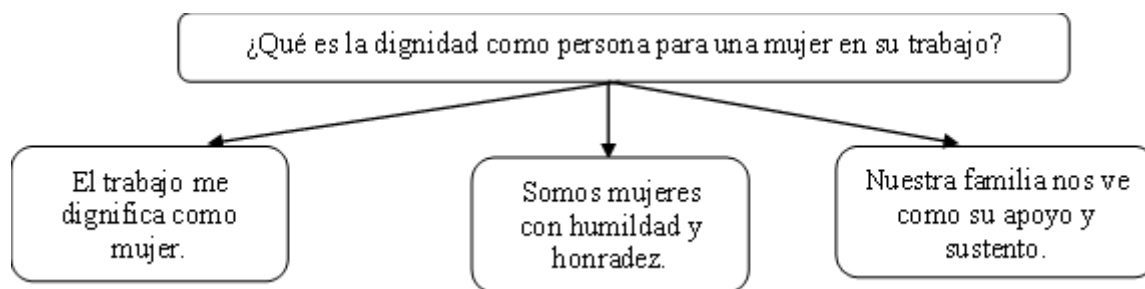 ¿Qué es la dignidad como persona para una mujer en su trabajo?
El trabajo me
dignifica como
mujer.
Somos mujeres
con humildad y
honradez.
Nuestra familia nos ve
como su apoyo y
sustento.